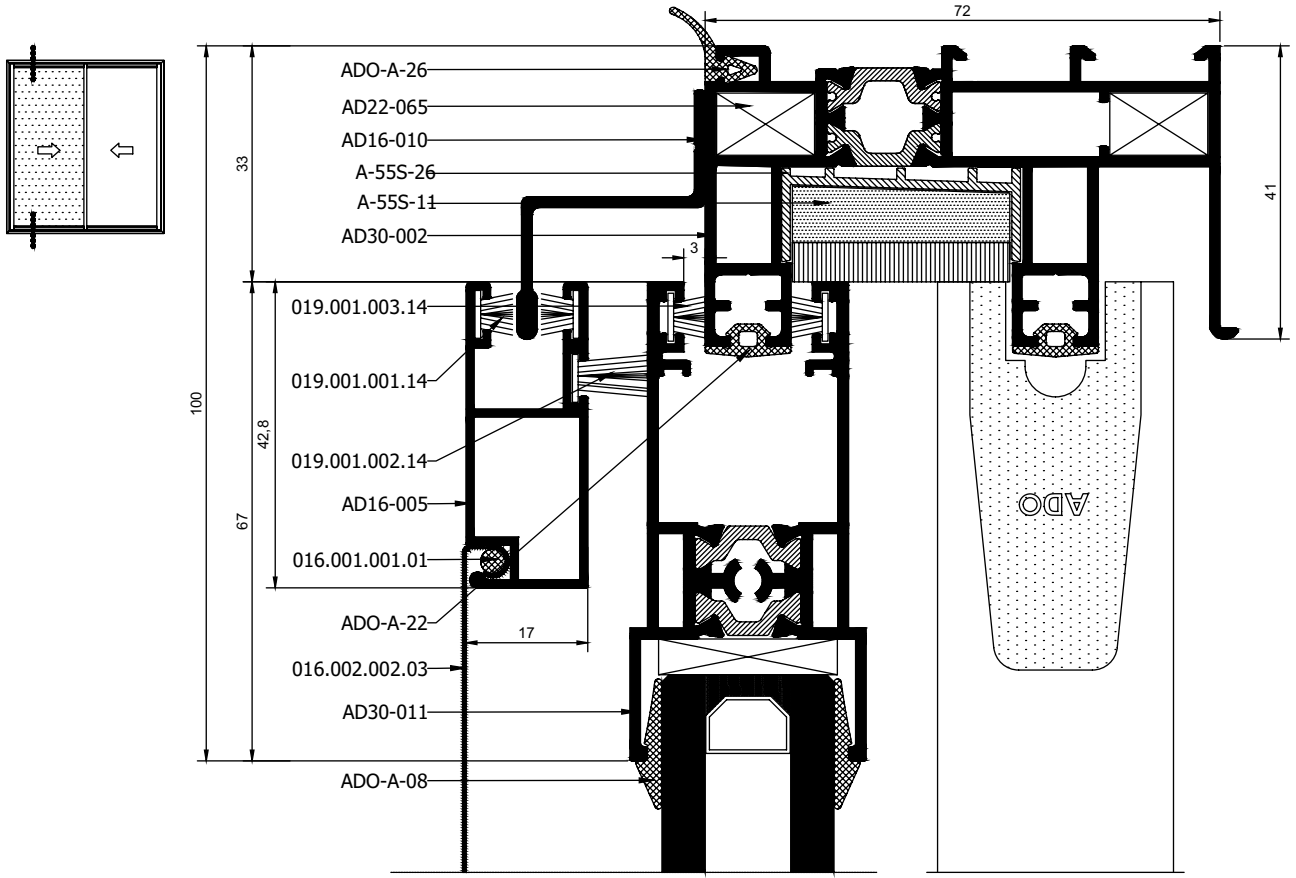 72
ADO-A-26
AD22-065
AD16-010
A-55S-26
A-55S-11
AD30-002
33
41
3
019.001.003.14
019.001.001.14
100
42,8
019.001.002.14
AD16-005
67
ADO
016.001.001.01
ADO-A-22
17
016.002.002.03
AD30-011
ADO-A-08